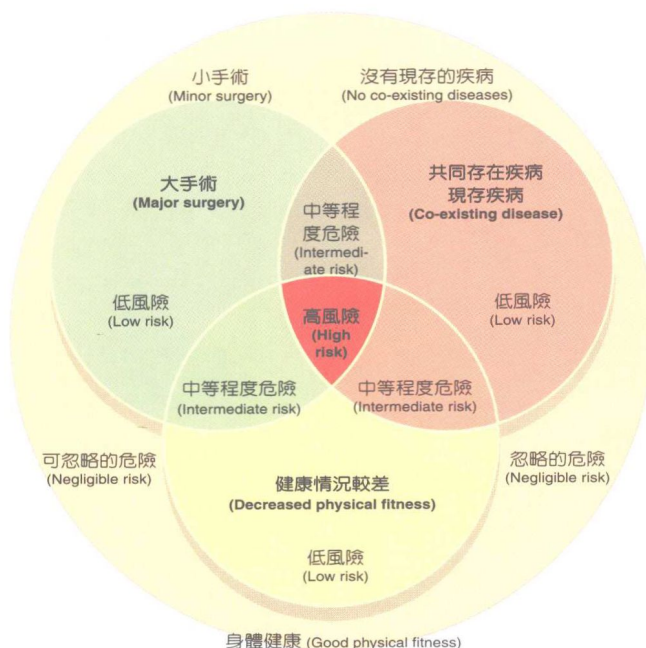 小手術
(Minor surgery)
沒有現存的疾病
(No co-existing diseases)
大手術
(Major surgery)
共同存在疾病
現存疾病
(Co-existing disease)
中等程
度危險
(Intermedi-
ate risk)
低風險
(Low risk)
低風險
(Low risk)
高風險
(High
risk)
中等程度危險
(Intermediate risk)
中等程度危險
(Intermediate risk)
可忽略的危險
(Negligible risk)
忽略的危險
(Negligible risk)
健康情況較差
(Decreased physical fitness)
低風險
(Low risk)
身體健康 (Good physical fitness)